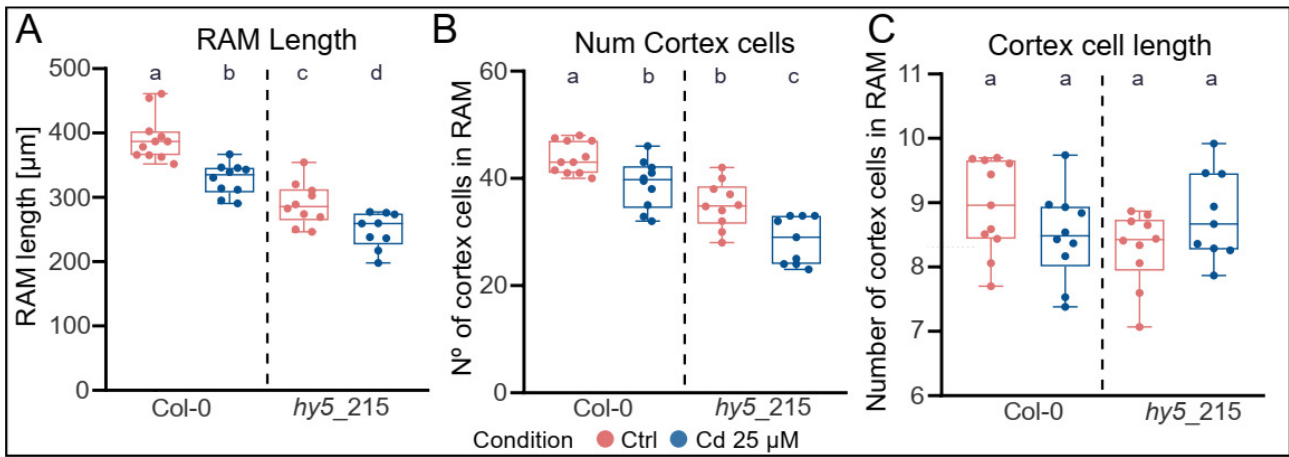 A
RAM Length
RAM length [µm]
500
400
300
200
100
0
a b c d
Col-0 hy5_215
B
Num Cortex cells
Nº of cortex cells in RAM
60
40
20
0
a b b c
Col-0 hy5_215
C
Cortex cell length
Number of cortex cells in RAM
11
10
9
8
7
6
a a a a
Col-0 hy5_215
Condition Ctrl Cd 25 µM